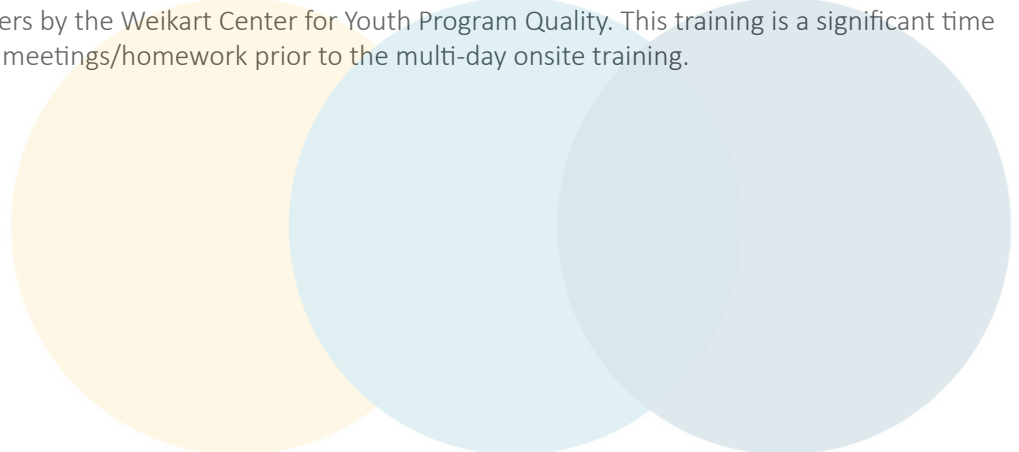 ers by the Weikart Center for Youth Program Quality. This training is a significant time
meetings/homework prior to the multi-day onsite training.